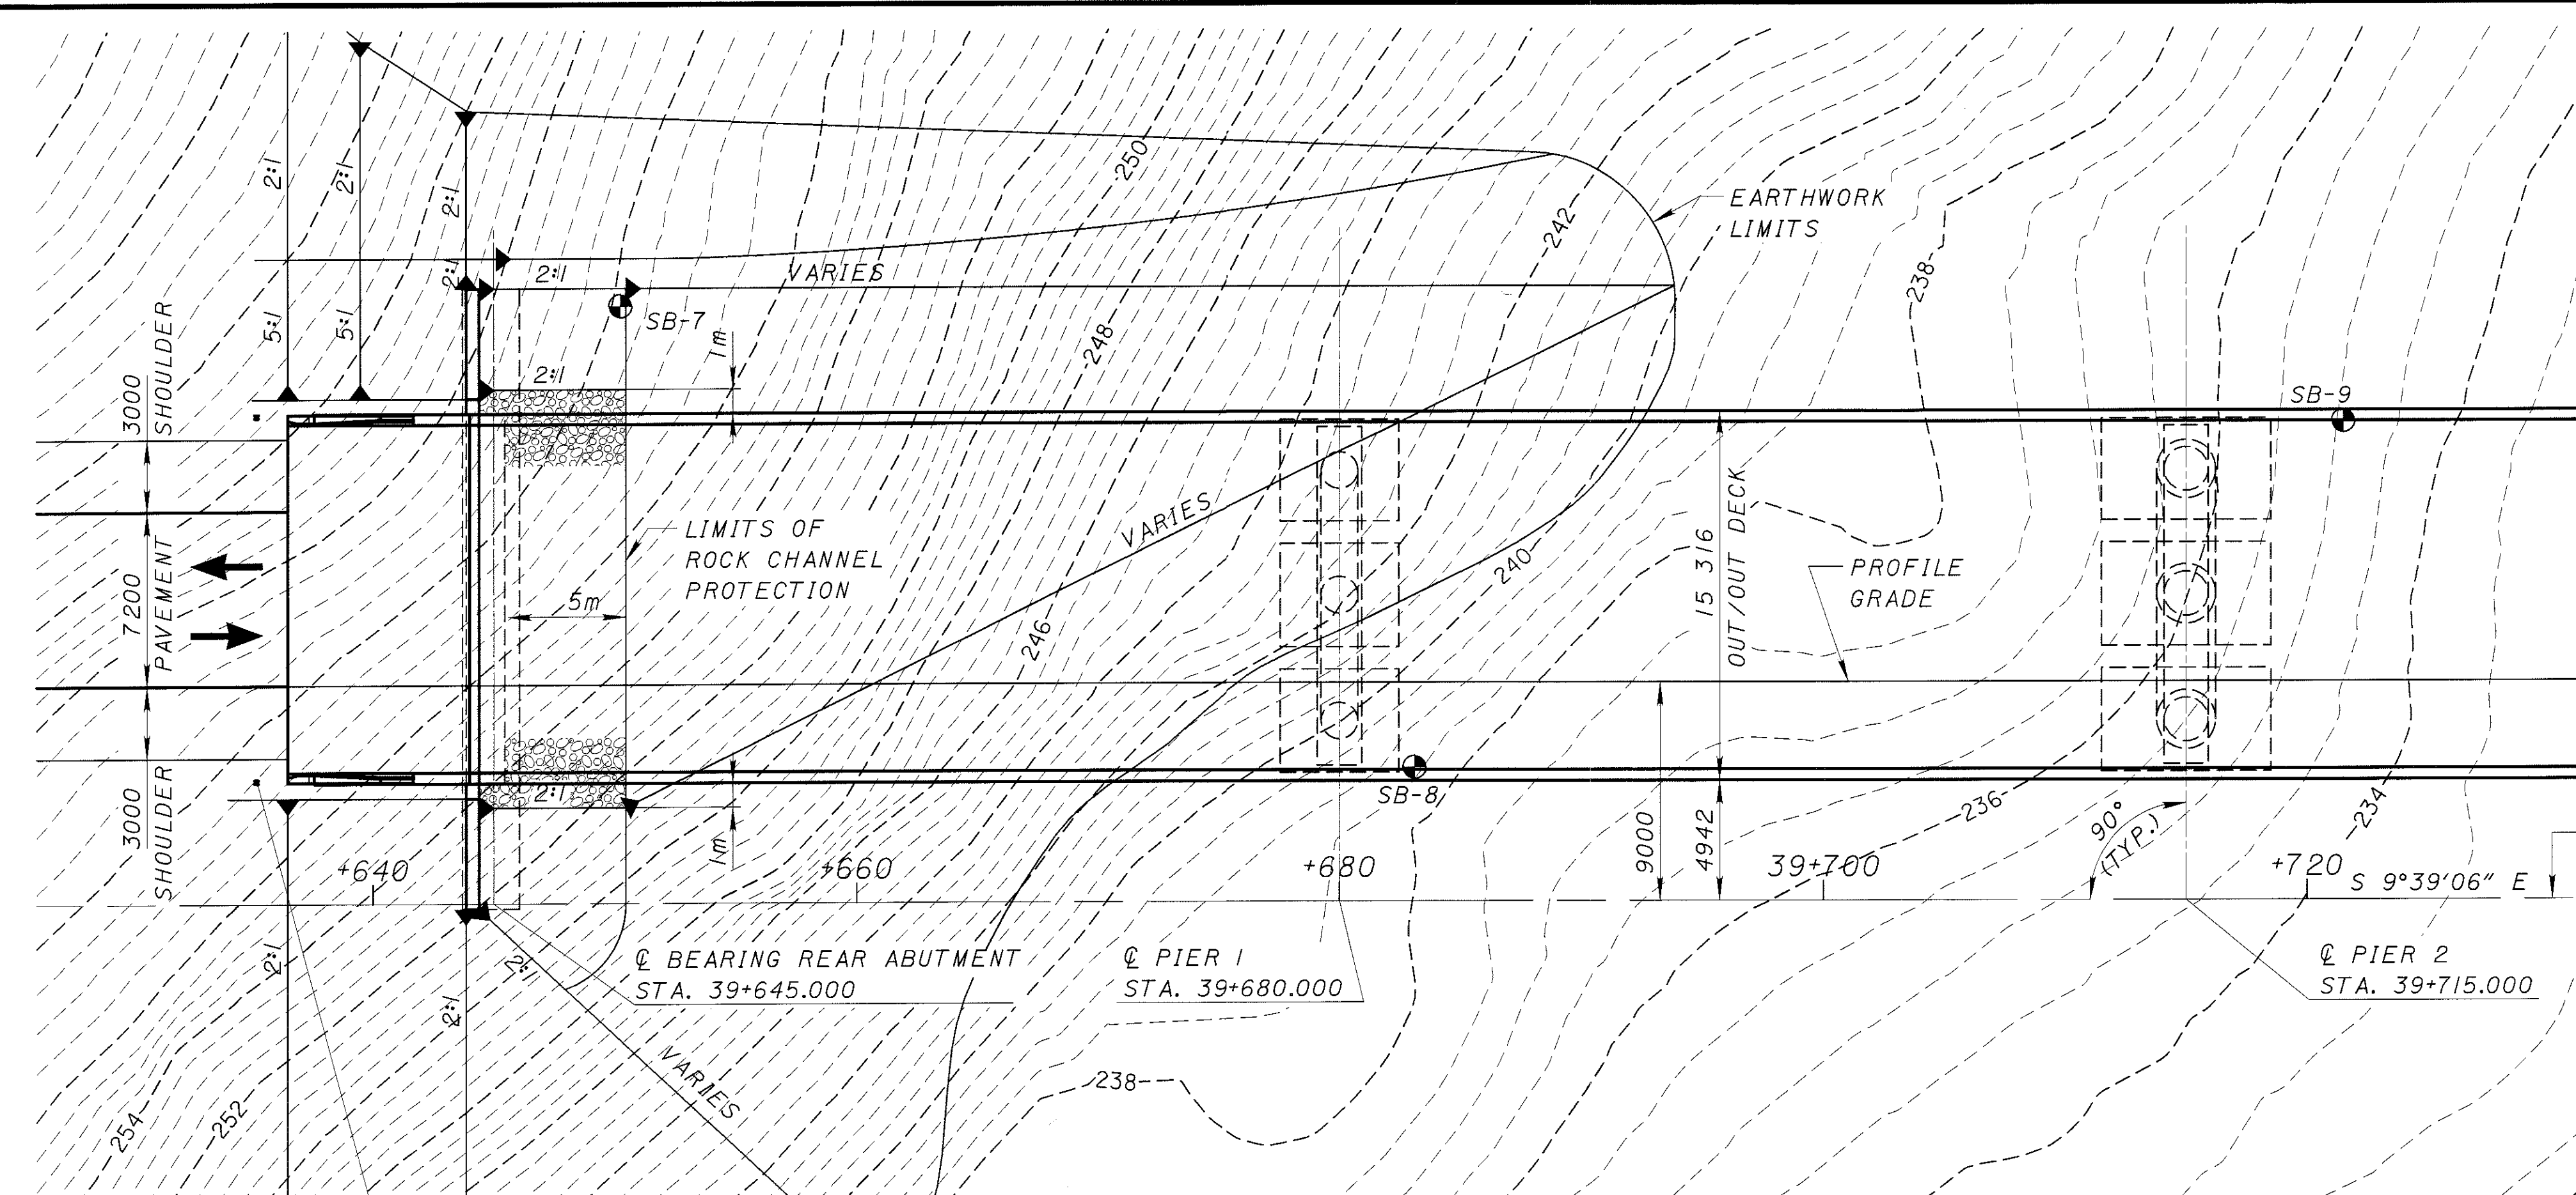 250
EARTHWORK
LIMITS
242
238
2:1
2:1
2:1
2:1
2:1
VARIES
5:1
5:1
SB-7
1m
248
SB-9
3000
SHOULDER
2:1
LIMITS OF
ROCK CHANNEL
PROTECTION
VARIES
240
15 316
OUT/OUT DECK
PROFILE
GRADE
7200
PAVEMENT
5m
246
2:1
SB-8
236
234
3000
SHOULDER
1m
9000
4942
90°
(TYP.)
+640
+660
+680
39+700
+720
S 9°39'06" E
2:1
2:1
2:1
℄ BEARING REAR ABUTMENT
STA. 39+645.000
℄ PIER 1
STA. 39+680.000
℄ PIER 2
STA. 39+715.000
VARIES
238
254
252